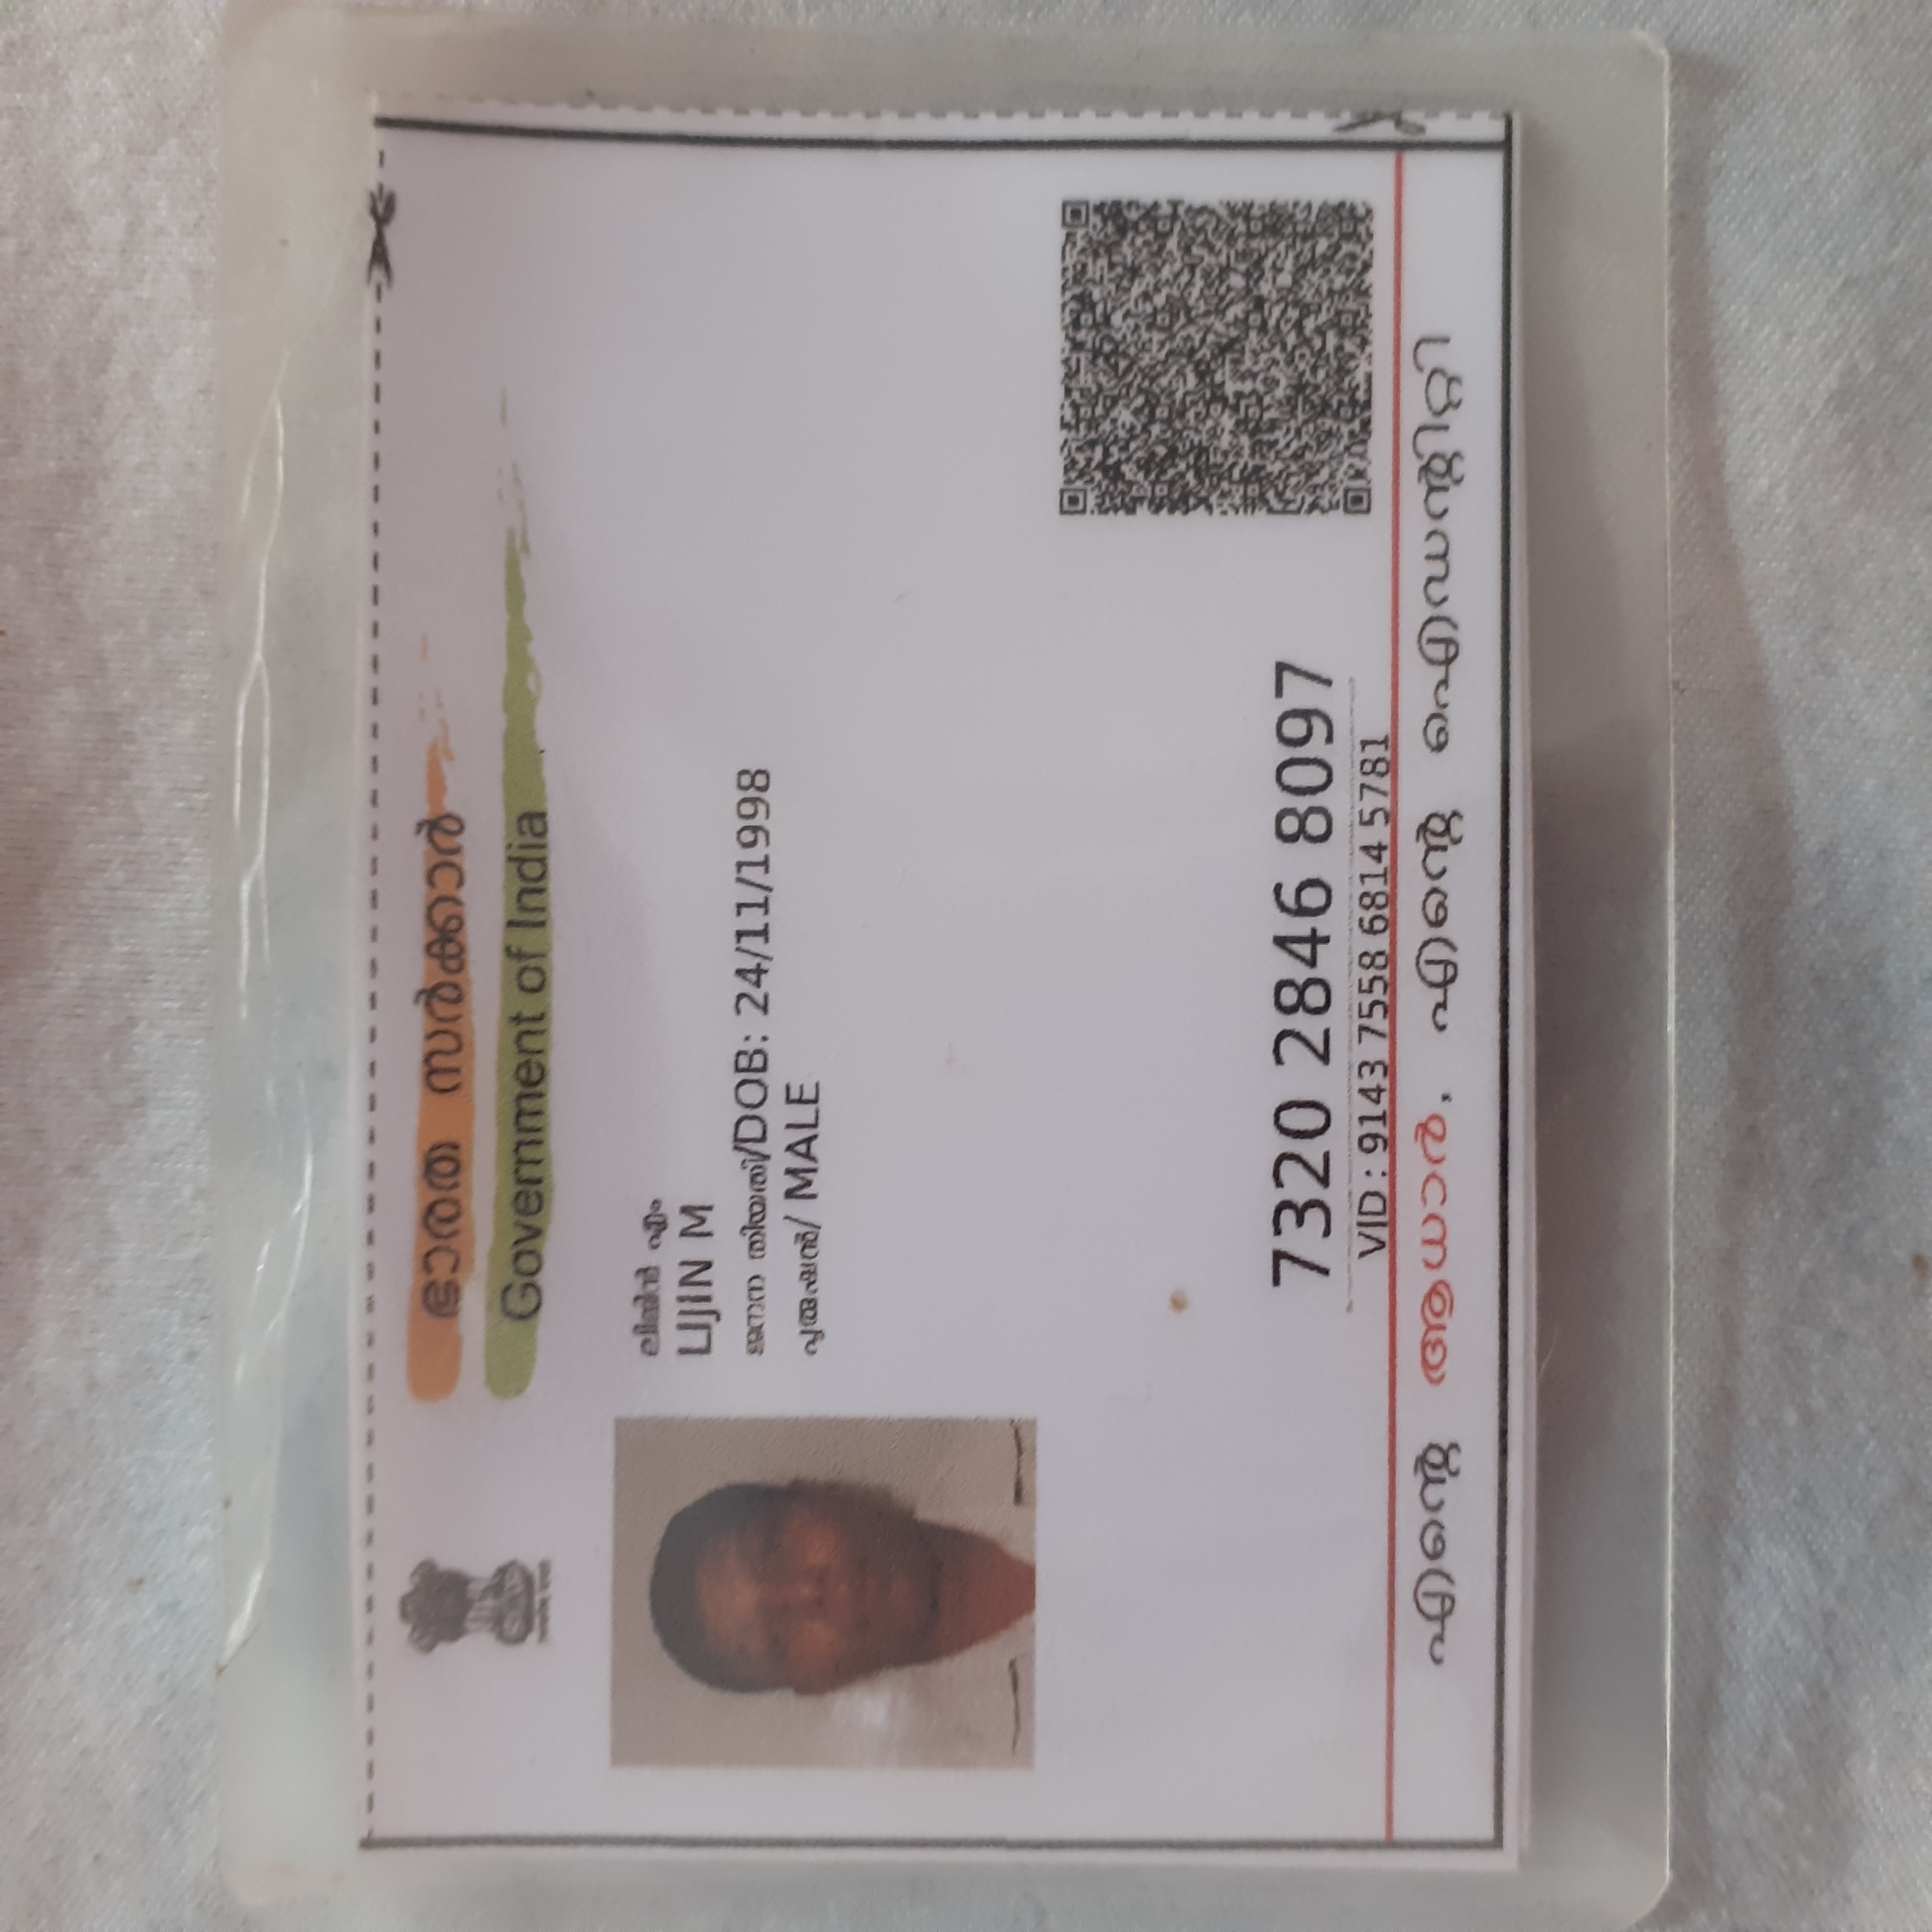 ഭാരത സർക്കാർ
Government of India
ലിജിൻ എം
LIJIN M
ജനന തിയതി/DOB: 24/11/1998
പുരുഷൻ/ MALE
7320 2846 8097
VID : 9143 7558 6814 5781
എന്റെ ആധാർ, എന്റെ ഐഡന്റിറ്റി